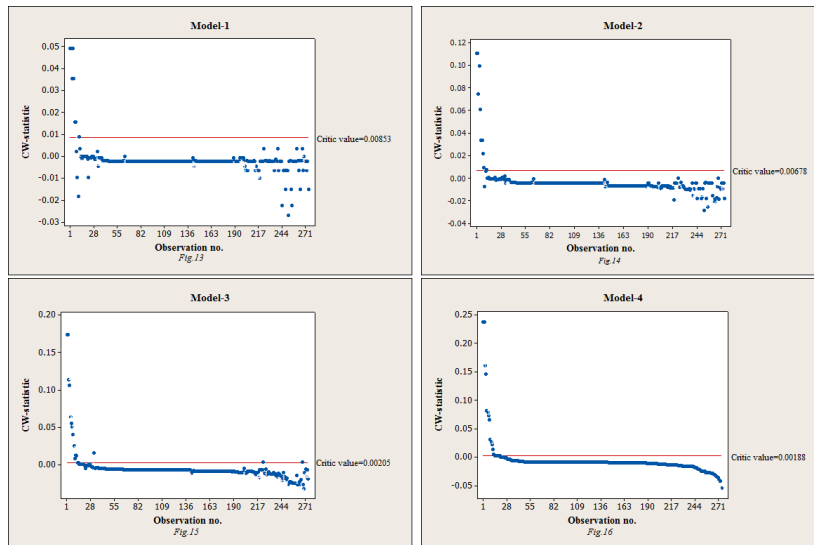 Model-1
CW-statistic
0.05
0.04
0.03
0.02
0.01
0.00
-0.01
-0.02
-0.03
Critic value=0.00853
1 28 55 82 109 136 163 190 217 244 271
Observation no.
Fig.13
Model-2
CW-statistic
0.12
0.10
0.08
0.06
0.04
0.02
0.00
-0.02
-0.04
Critic value=0.00678
1 28 55 82 109 136 163 190 217 244 271
Observation no.
Fig.14
Model-3
CW-statistic
0.20
0.15
0.10
0.05
0.00
Critic value=0.00205
1 28 55 82 109 136 163 190 217 244 271
Observation no.
Fig.15
Model-4
CW-statistic
0.25
0.20
0.15
0.10
0.05
0.00
-0.05
Critic value=0.00188
1 28 55 82 109 136 163 190 217 244 271
Observation no.
Fig.16